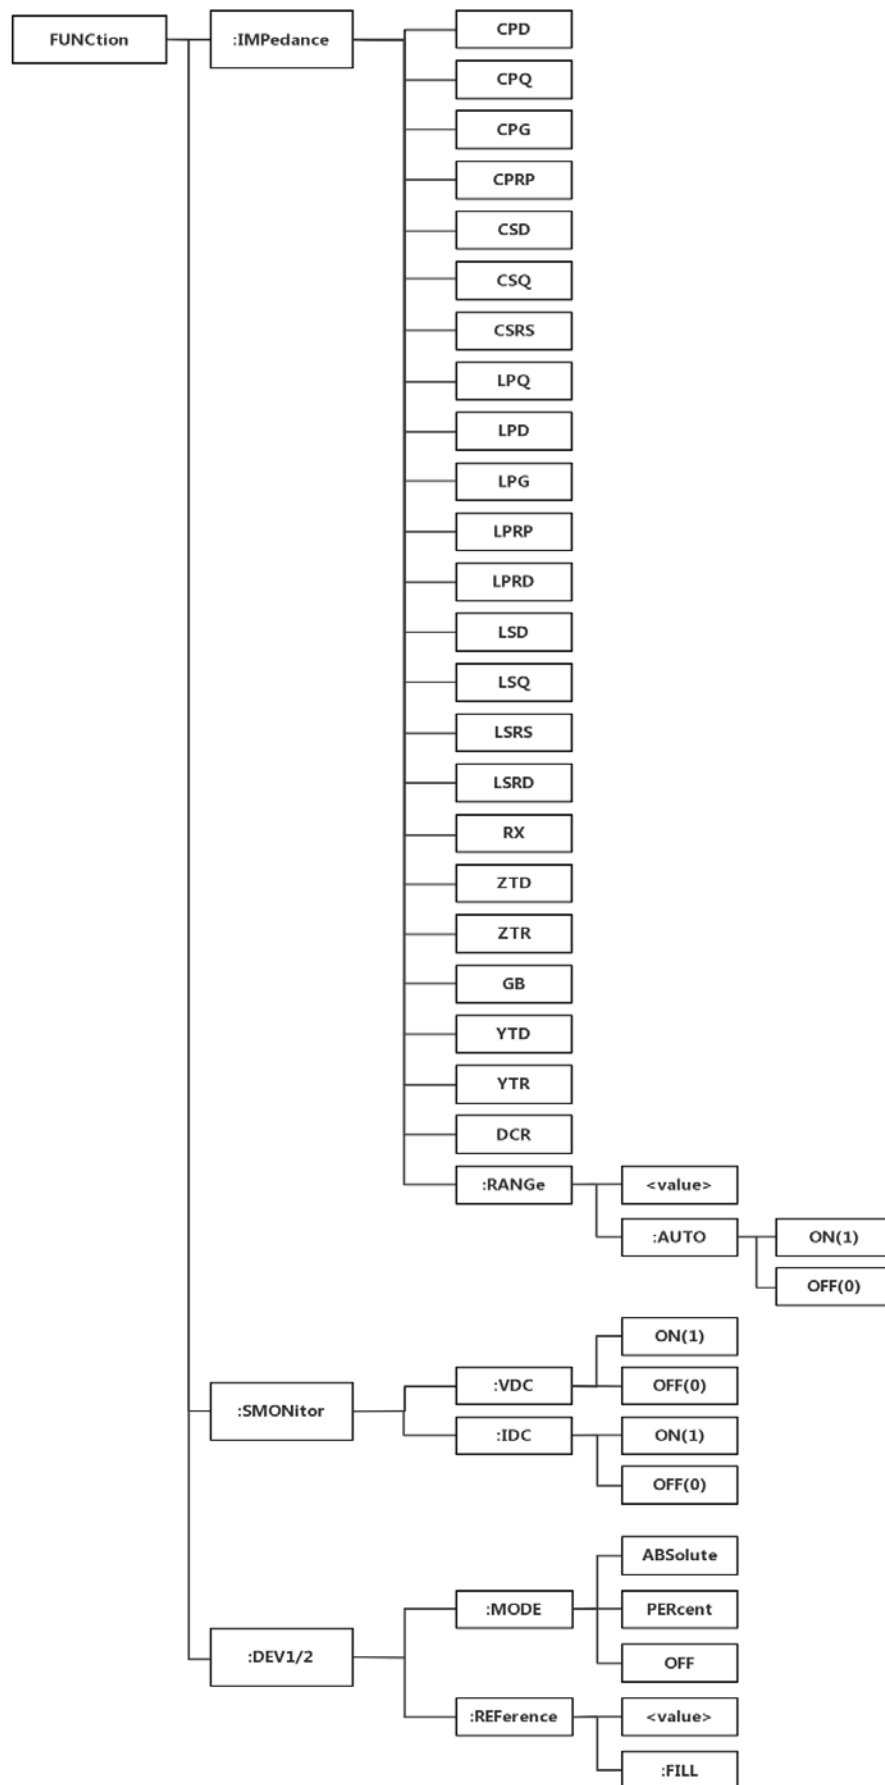 FUNCtion
:IMPedance
CPD
CPQ
CPG
CPRP
CSD
CSQ
CSRS
LPQ
LPD
LPG
LPRP
LPRD
LSD
LSQ
LSRS
LSRD
RX
ZTD
ZTR
GB
YTD
YTR
DCR
:RANGe
<value>
:AUTO
ON(1)
OFF(0)
:SMONitor
:VDC
ON(1)
OFF(0)
:IDC
ON(1)
OFF(0)
:DEV1/2
:MODE
ABSolute
PERcent
OFF
:REFerence
<value>
:FILL